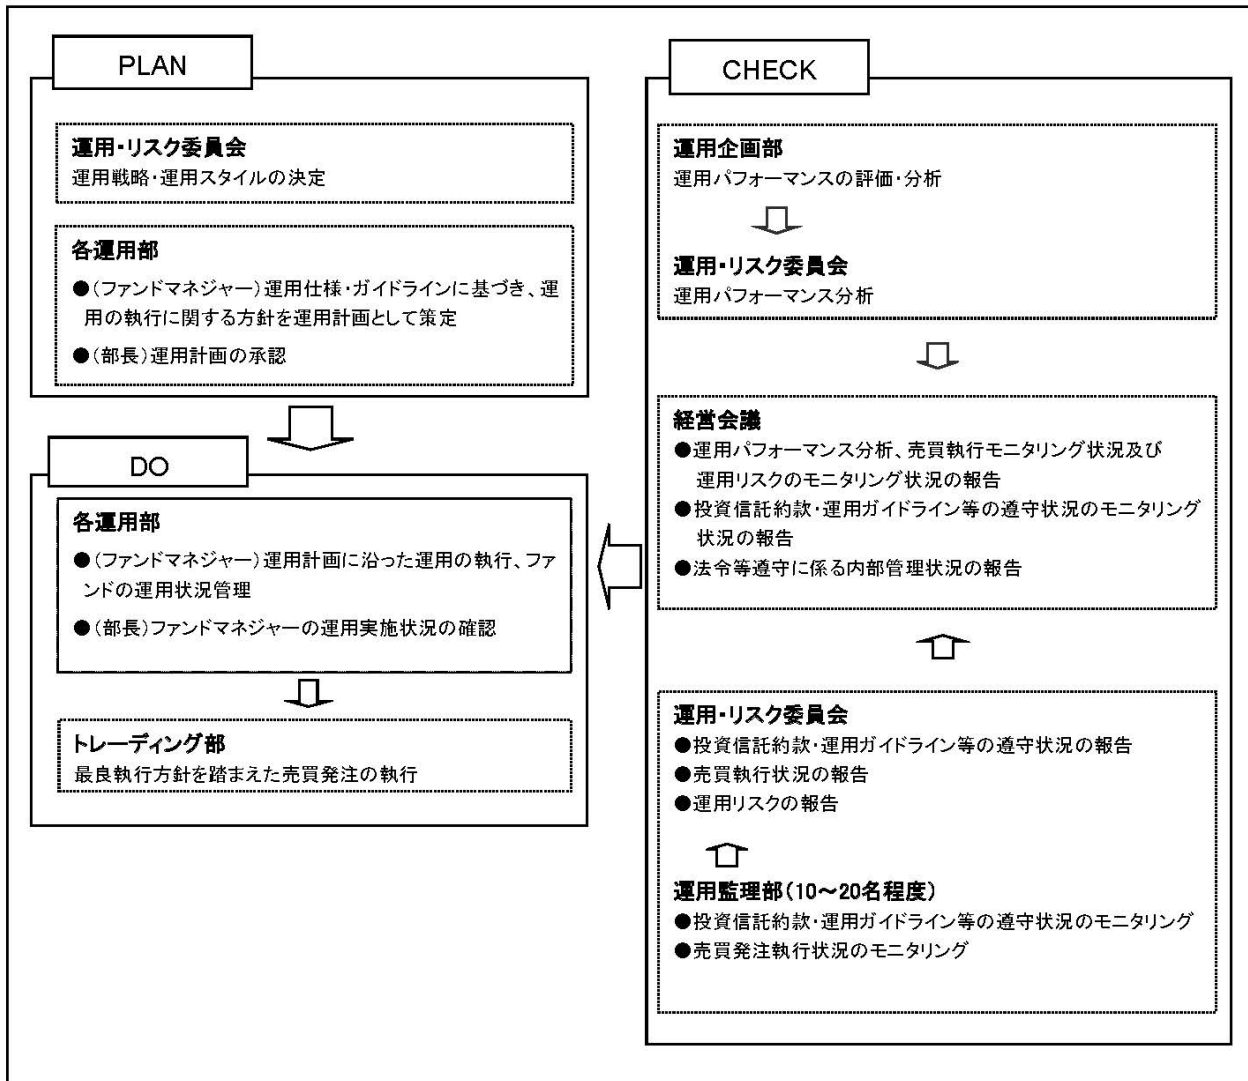 PLAN
運用・リスク委員会
運用戦略・運用スタイルの決定
各運用部
●(ファンドマネジャー)運用仕様・ガイドラインに基づき、運
用の執行に関する方針を運用計画として策定
●(部長)運用計画の承認
DO
各運用部
●(ファンドマネジャー)運用計画に沿った運用の執行、ファ
ンドの運用状況管理
●(部長)ファンドマネジャーの運用実施状況の確認
トレーディング部
最良執行方針を踏まえた売買発注の執行
CHECK
運用企画部
運用パフォーマンスの評価・分析
運用・リスク委員会
運用パフォーマンス分析
経営会議
●運用パフォーマンス分析、売買執行モニタリング状況及び
運用リスクのモニタリング状況の報告
●投資信託約款・運用ガイドライン等の遵守状況のモニタリング
状況の報告
●法令等遵守に係る内部管理状況の報告
運用・リスク委員会
●投資信託約款・運用ガイドライン等の遵守状況の報告
●売買執行状況の報告
●運用リスクの報告
運用監理部(10~20名程度)
●投資信託約款・運用ガイドライン等の遵守状況のモニタリング
●売買発注執行状況のモニタリング